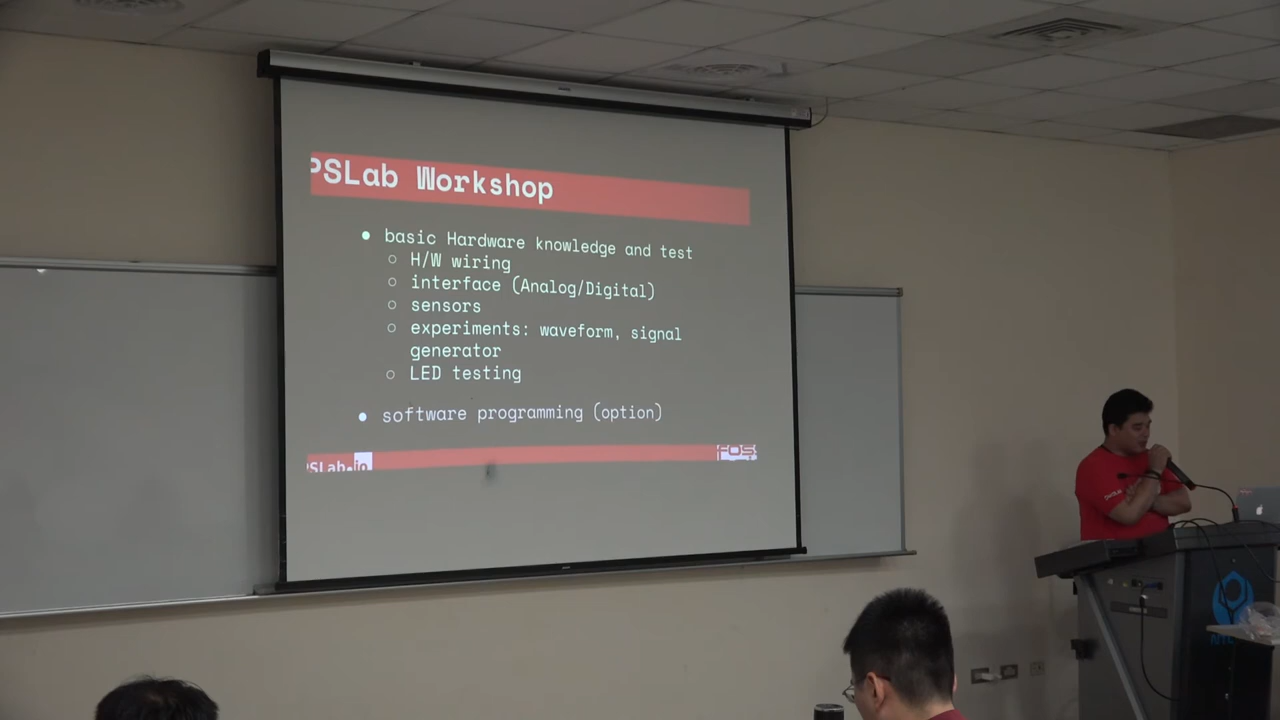 PSLab Workshop
● basic Hardware knowledge and test
○ H/W wiring
○ interface (Analog/Digital)
○ sensors
○ experiments: waveform, signal
generator
○ LED testing
● software programming (option)
PSLab.io
FOS